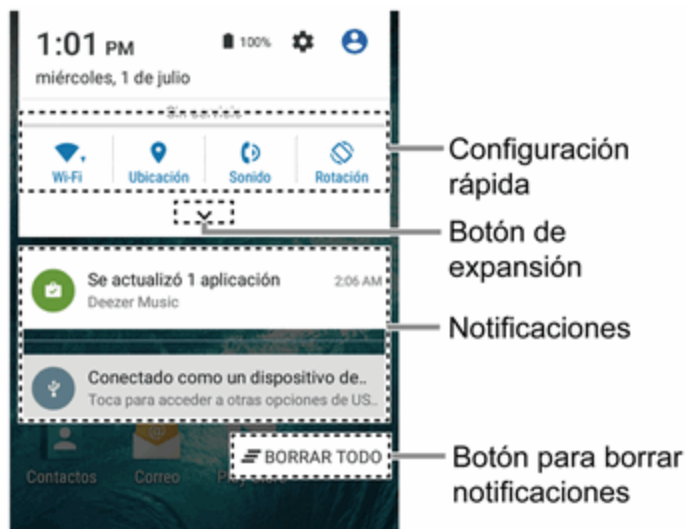 1:01 PM
100%
miércoles, 1 de julio
Sin servicio
Wi-Fi
Ubicación
Sonido
Rotación
Configuración
rápida
Botón de
expansión
Se actualizó 1 aplicación
2:06 AM
Deezer Music
Notificaciones
Conectado como un dispositivo de..
Toca para acceder a otras opciones de US..
BORRAR TODO
Botón para borrar
notificaciones
Contactos
Correo